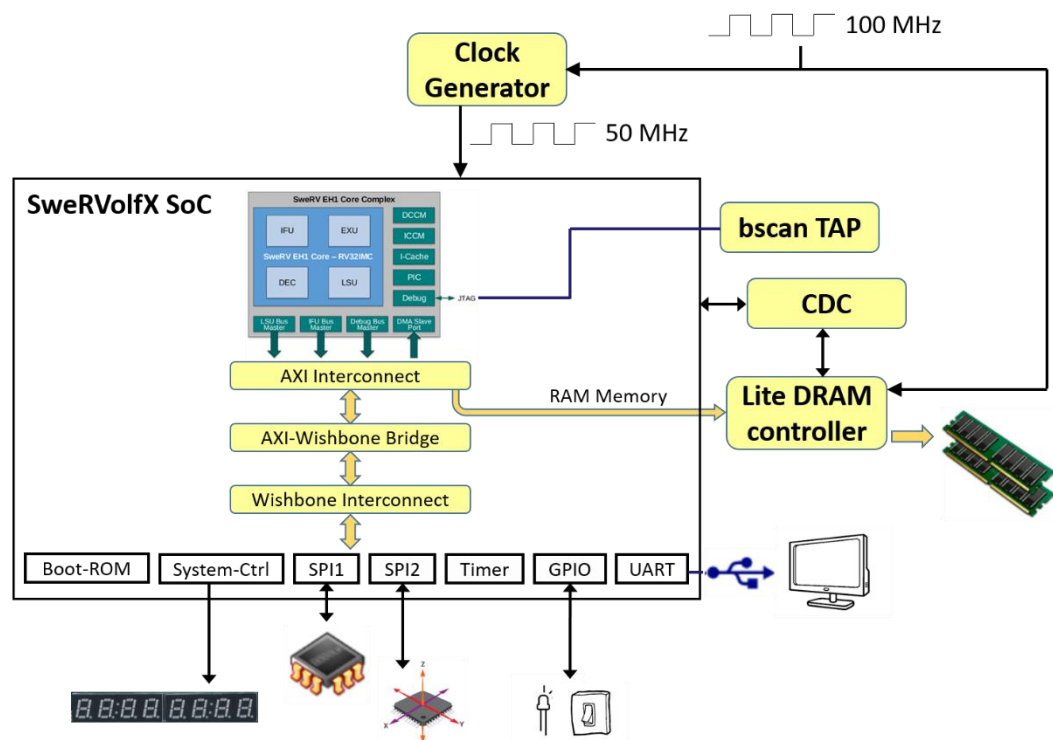 100 MHz
Clock
Generator
50 MHz
SweRVolfX SoC
SweRV EH1 Core Complex
IFU
EXU
SweRV EH1 Core – RV32IMC
DEC
LSU
DCCM
ICCM
I-Cache
PIC
Debug
JTAG
LSU Bus
Master
IFU Bus
Master
Debug Bus
Master
DMA Slave
Port
bscan TAP
CDC
AXI Interconnect
RAM Memory
Lite DRAM
controller
AXI-Wishbone Bridge
Wishbone Interconnect
Boot-ROM
System-Ctrl
SPI1
SPI2
Timer
GPIO
UART
Z
X
Y